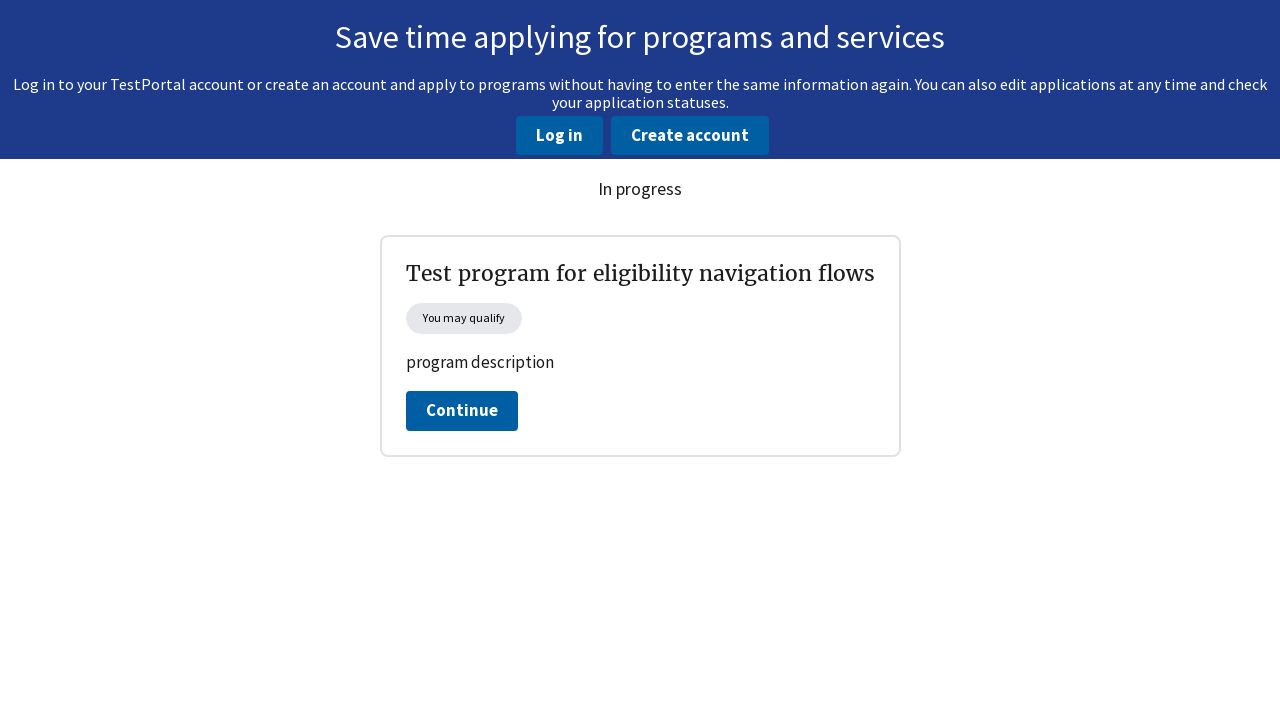 Save time applying for programs and services
Log in to your TestPortal account or create an account and apply to programs without having to enter the same information again. You can also edit applications at any time and check
your application statuses.
Log in
Create account
In progress
Test program for eligibility navigation flows
You may qualify
program description
Continue